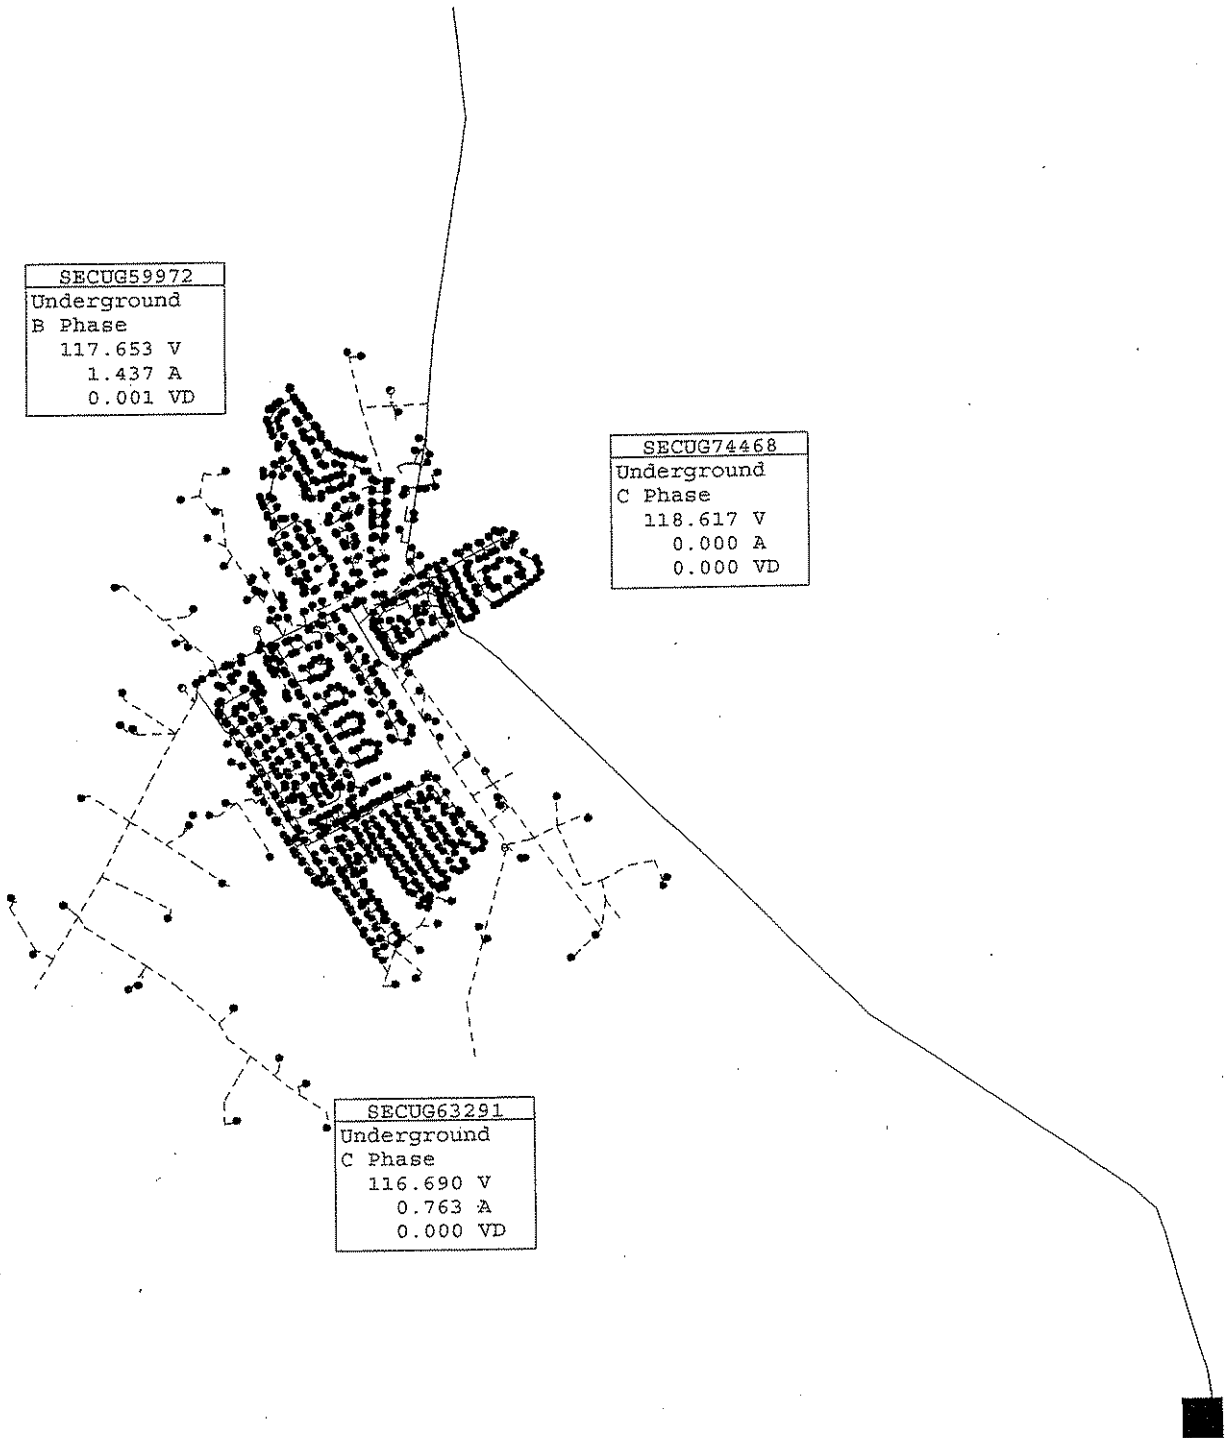 SECUG59972
Underground
B Phase
117.653 V
1.437 A
0.001 VD
SECUG74468
Underground
C Phase
118.617 V
0.000 A
0.000 VD
SECUG63291
Underground
C Phase
116.690 V
0.763 A
0.000 VD